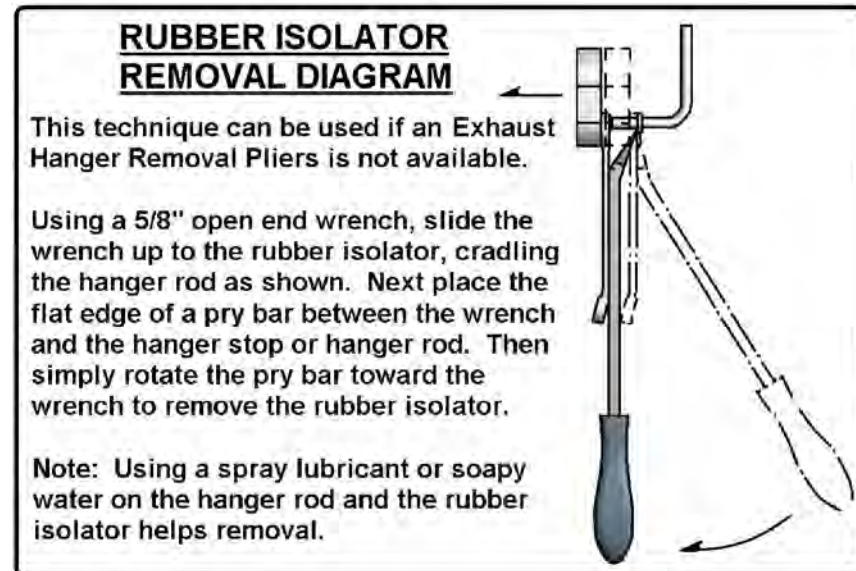 RUBBER ISOLATOR
REMOVAL DIAGRAM
This technique can be used if an Exhaust
Hanger Removal Pliers is not available.
Using a 5/8" open end wrench, slide the
wrench up to the rubber isolator, cradling
the hanger rod as shown.  Next place the
flat edge of a pry bar between the wrench
and the hanger stop or hanger rod.  Then
simply rotate the pry bar toward the
wrench to remove the rubber isolator.
Note:  Using a spray lubricant or soapy
water on the hanger rod and the rubber
isolator helps removal.